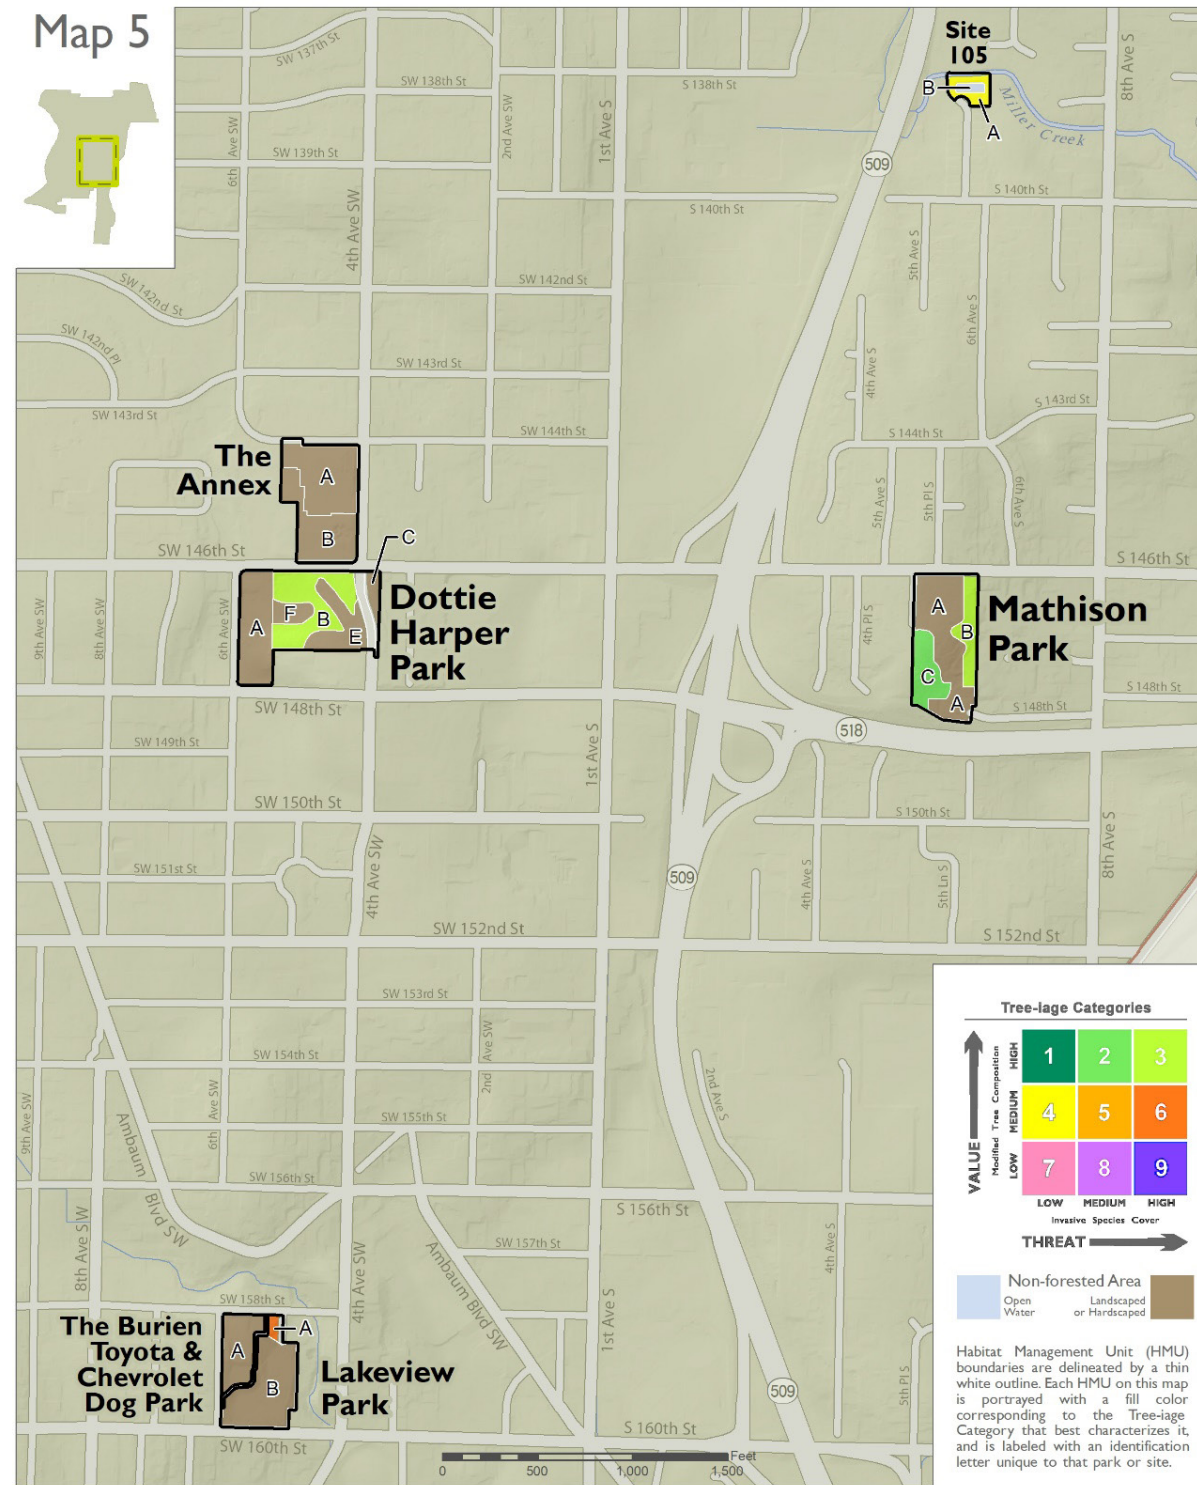 Map 5
SW 137th St
SW 138th St
SW 139th St
6th Ave SW
4th Ave SW
2nd Ave SW
1st Ave S
S 138th St
Site
105
B
A
Miller Creek
8th Ave S
509
S 140th St
S 140th St
5th Ave S
6th Ave S
SW 142nd St
SW 142nd St
SW 142nd Pl
SW 143rd St
SW 143rd St
4th Ave S
S 143rd St
S 144th St
SW 144th St
The
Annex
A
B
5th Ave S
5th Pl S
6th Ave S
SW 146th St
C
S 146th St
9th Ave SW
8th Ave SW
6th Ave SW
A
F
B
E
Dottie
Harper
Park
4th Pl S
A
B
C
A
Mathison
Park
S 148th St
S 148th St
SW 148th St
518
SW 149th St
1st Ave S
SW 150th St
S 150th St
8th Ave S
SW 151st St
4th Ave SW
509
4th Ave S
5th Ln S
SW 152nd St
S 152nd St
SW 153rd St
2nd Ave SW
SW 154th St
2nd Ave S
9th Ave SW
6th Ave SW
Ambaum
Blvd SW
SW 155th St
SW 156th St
S 156th St
8th Ave SW
4th Ave SW
Ambaum Blvd SW
SW 157th St
1st Ave S
4th Ave S
SW 158th St
The Burien
Toyota &
Chevrolet
Dog Park
A
A
B
Lakeview
Park
509
5th Pl S
S 160th St
SW 160th St
Feet
0 500 1,000 1,500
Tree-iage Categories
VALUE
Modified Tree Composition
HIGH
MEDIUM
LOW
1 2 3
4 5 6
7 8 9
LOW MEDIUM HIGH
Invasive Species Cover
THREAT
Non-forested Area
Open
Water
Landscaped
or Hardscaped
Habitat Management Unit (HMU)
boundaries are delineated by a thin
white outline. Each HMU on this map
is portrayed with a fill color
corresponding to the Tree-iage
Category that best characterizes it,
and is labeled with an identification
letter unique to that park or site.